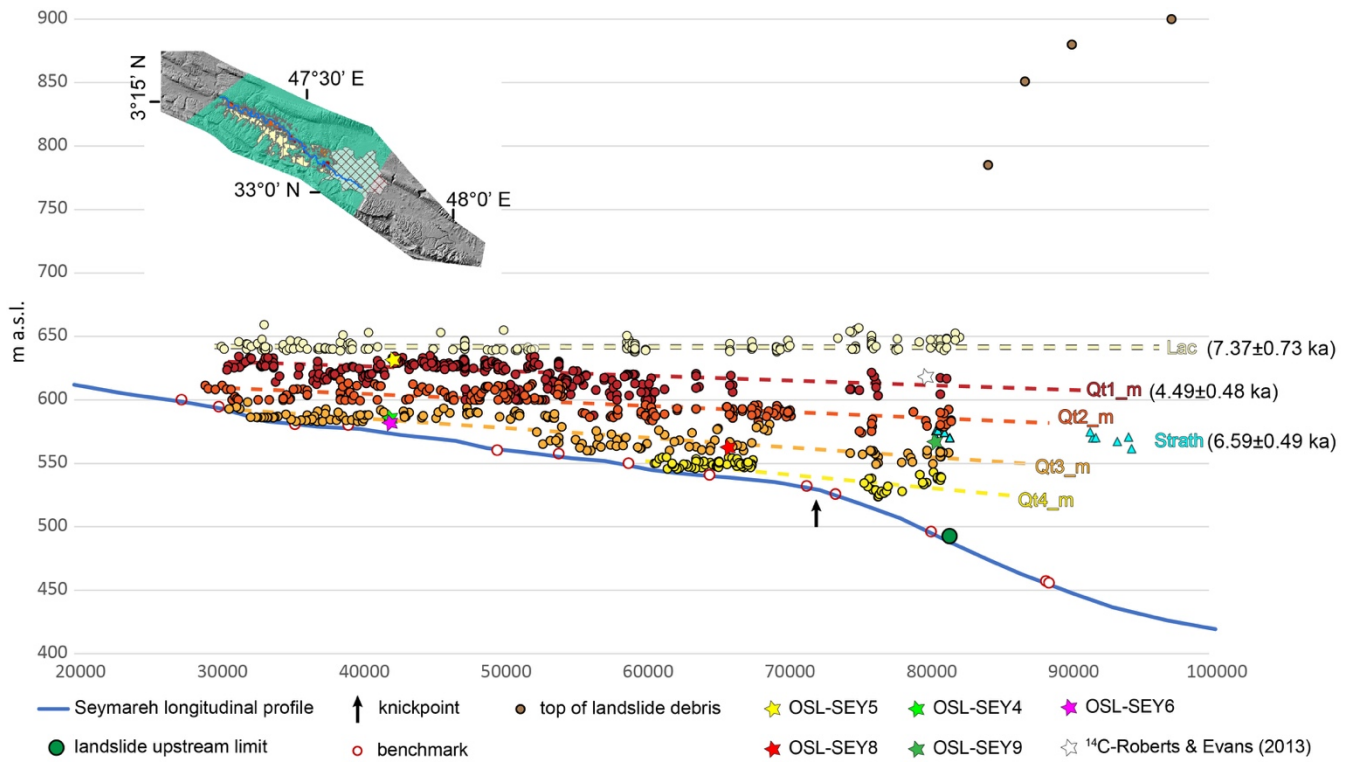 900
850
800
750
700
650
600
550
500
450
400
m a.s.l.
3°15' N
47°30' E
33°0' N
48°0' E
Lac (7.37±0.73 ka)
Qt1_m (4.49±0.48 ka)
Qt2_m
Strath (6.59±0.49 ka)
Qt3_m
Qt4_m
20000 30000 40000 50000 60000 70000 80000 90000 100000
Seymareh longitudinal profile knickpoint top of landslide debris OSL-SEY5 OSL-SEY4 OSL-SEY6
landslide upstream limit benchmark OSL-SEY8 OSL-SEY9 ¹⁴C-Roberts & Evans (2013)